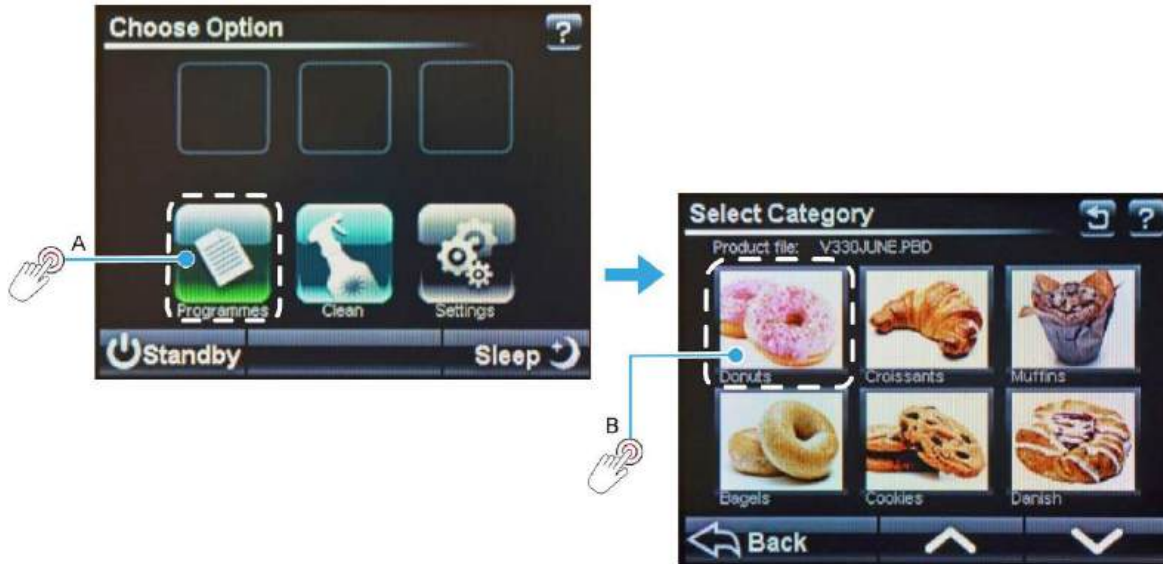 Choose Option
?
A
Programmes
Clean
Settings
Standby
Sleep
Select Category
?
Product file: V330JUNE.PBD
Donuts
Croissants
Muffins
B
Bagels
Cookies
Danish
Back